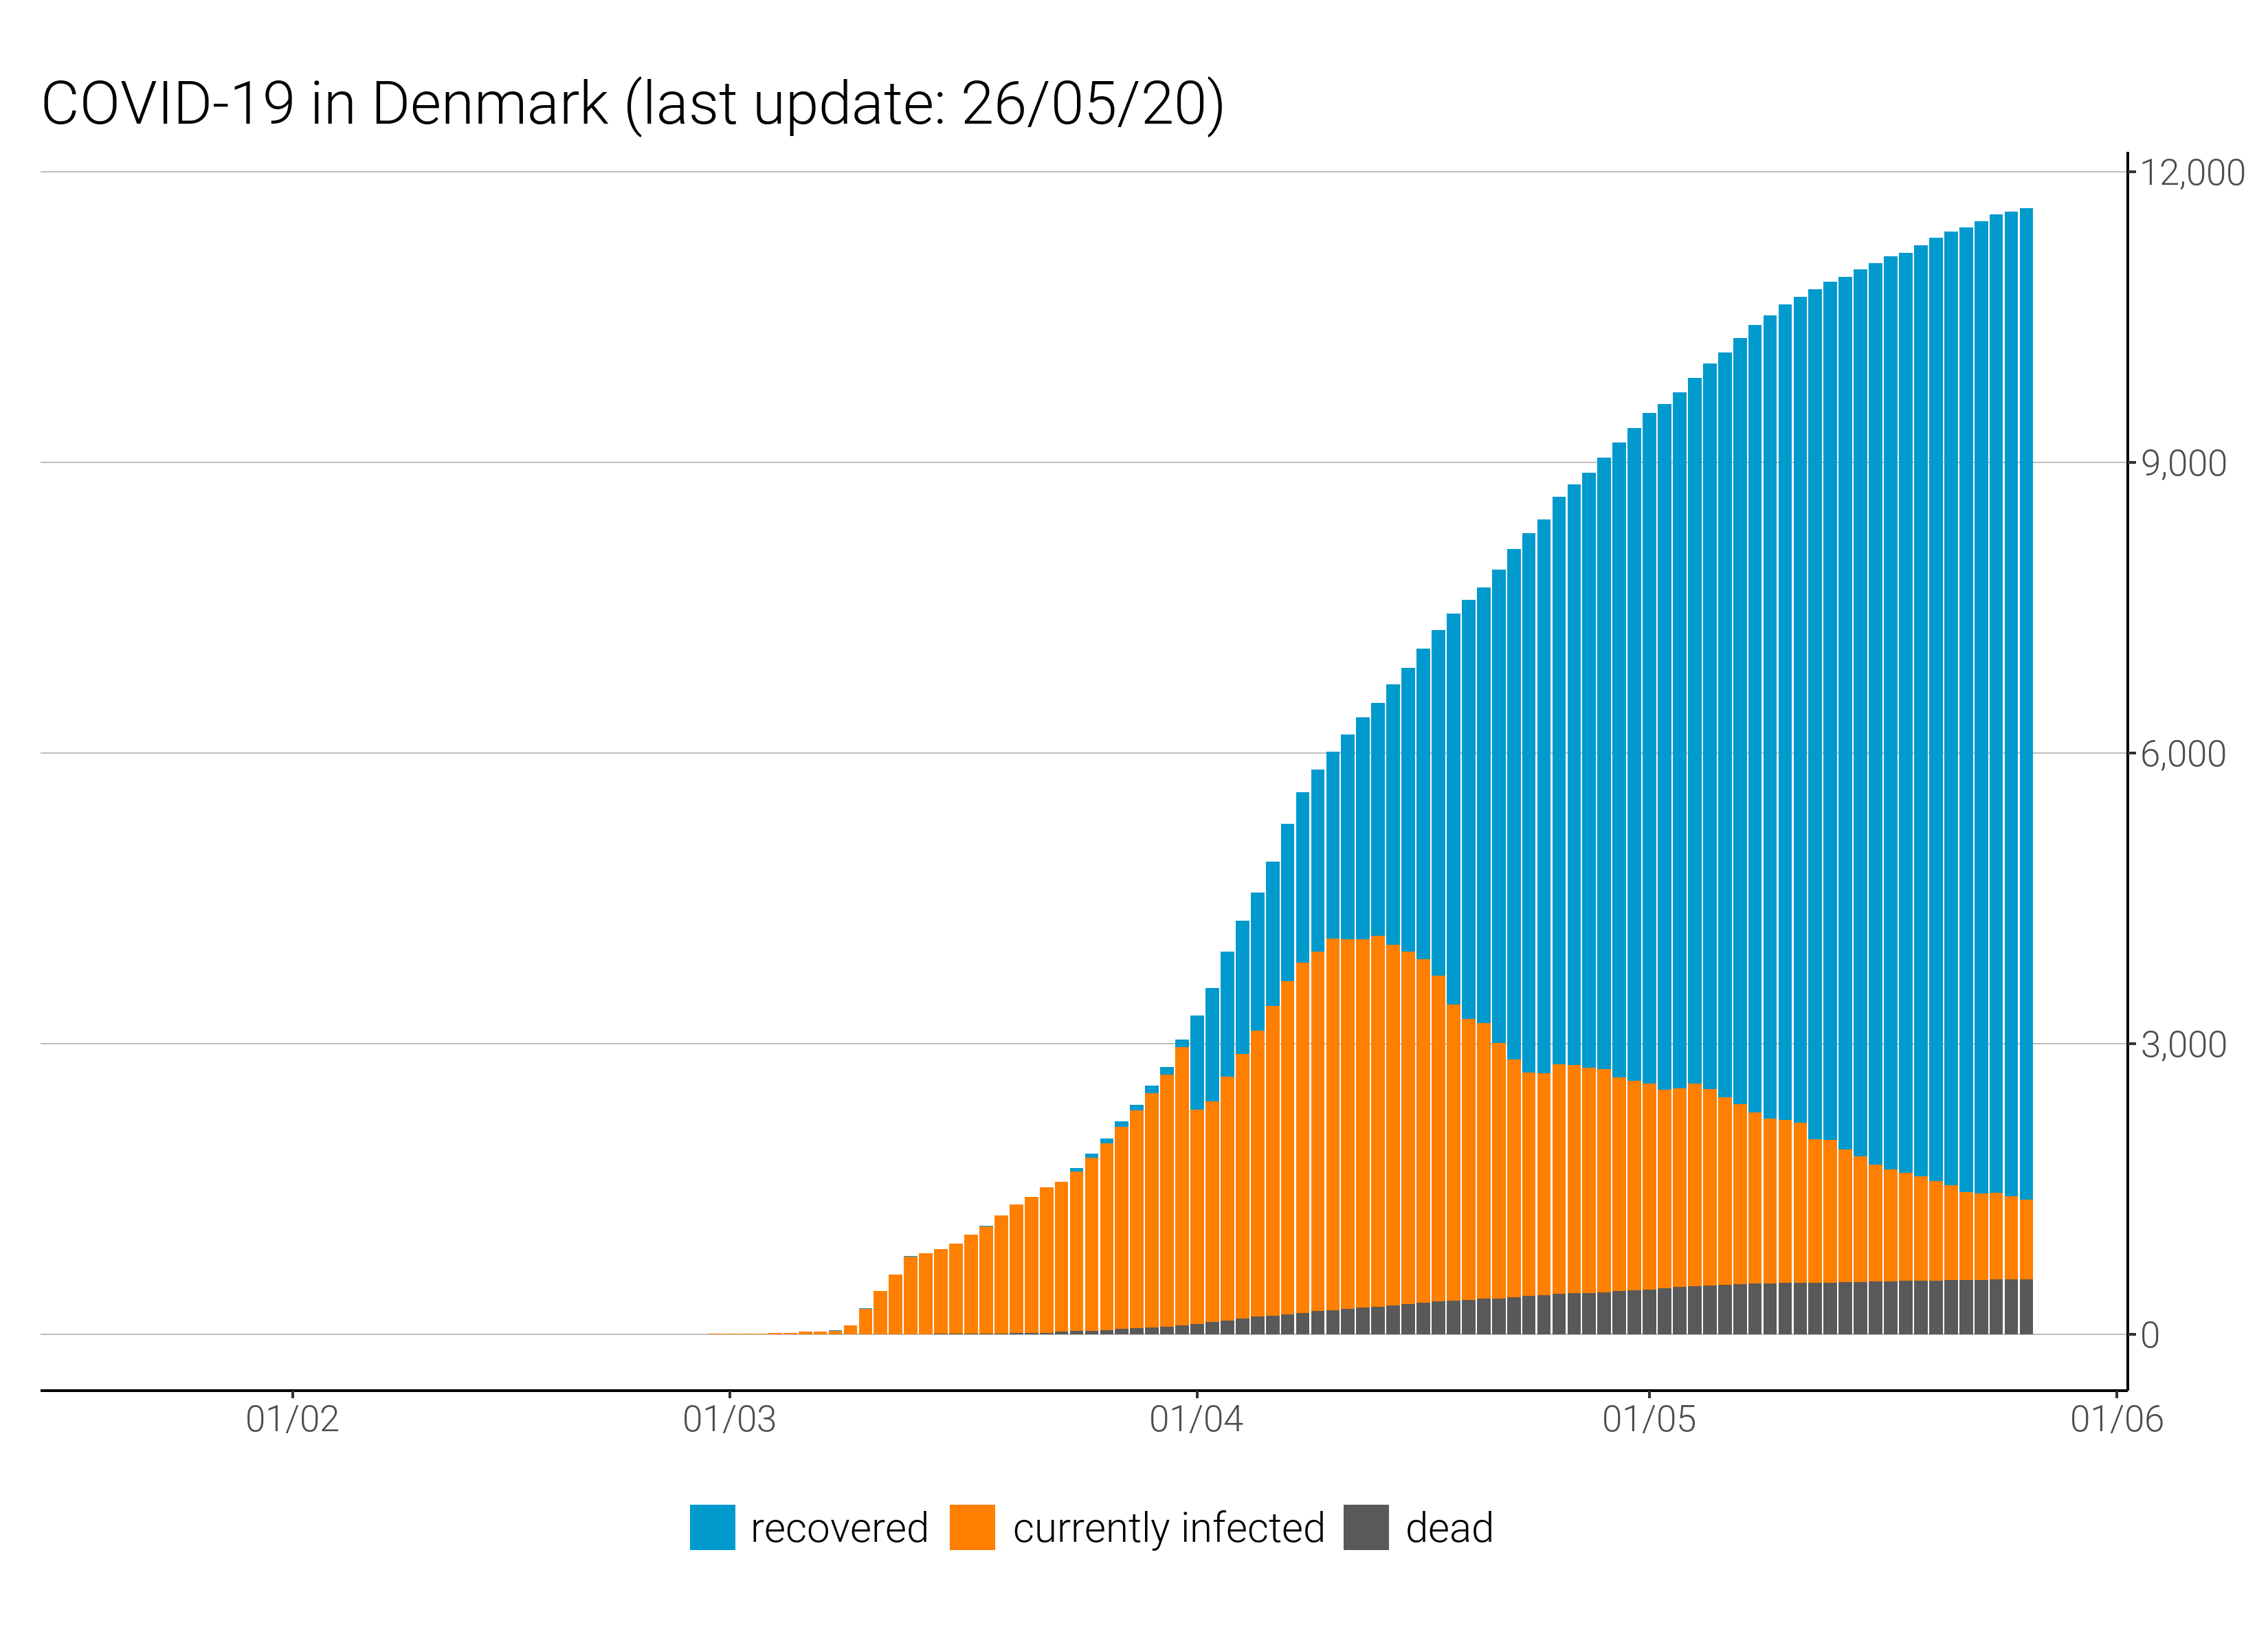 COVID-19 in Denmark (last update: 26/05/20)
12,000
9,000
6,000
3,000
0
01/02 01/03 01/04 01/05 01/06
recovered currently infected dead